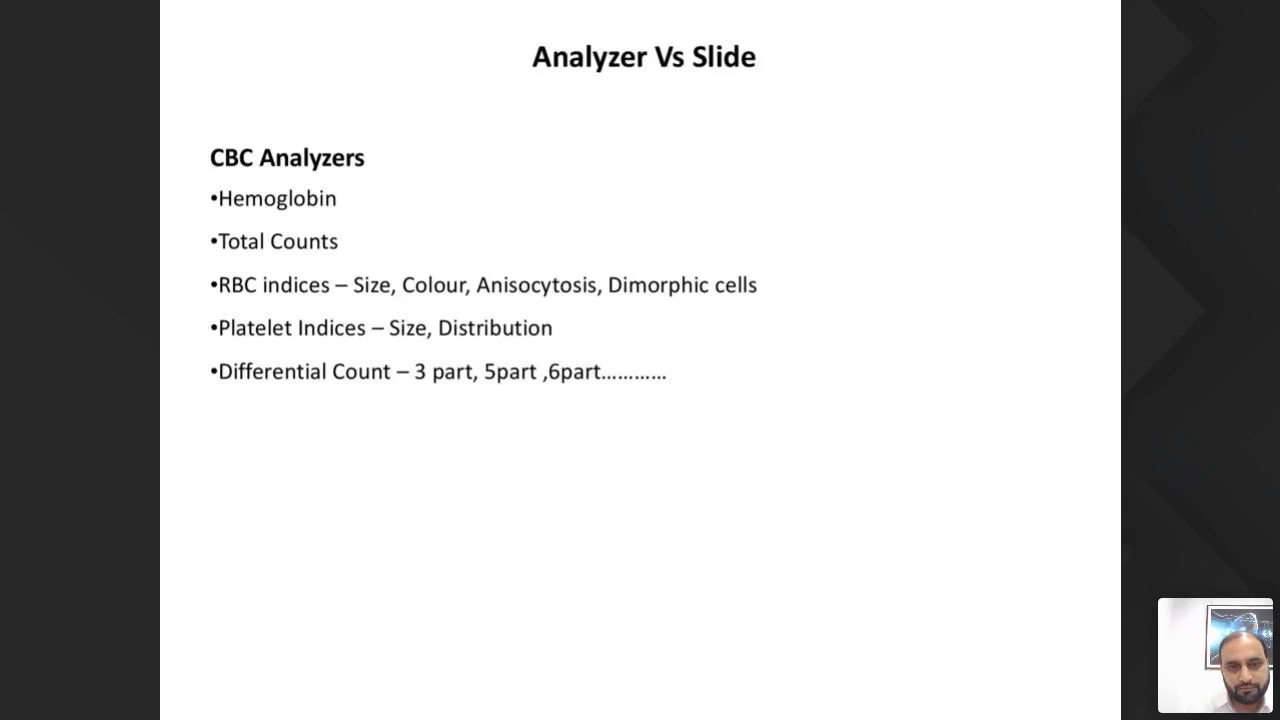 Analyzer Vs Slide
CBC Analyzers
•Hemoglobin
•Total Counts
•RBC indices – Size, Colour, Anisocytosis, Dimorphic cells
•Platelet Indices – Size, Distribution
•Differential Count – 3 part, 5part ,6part…………